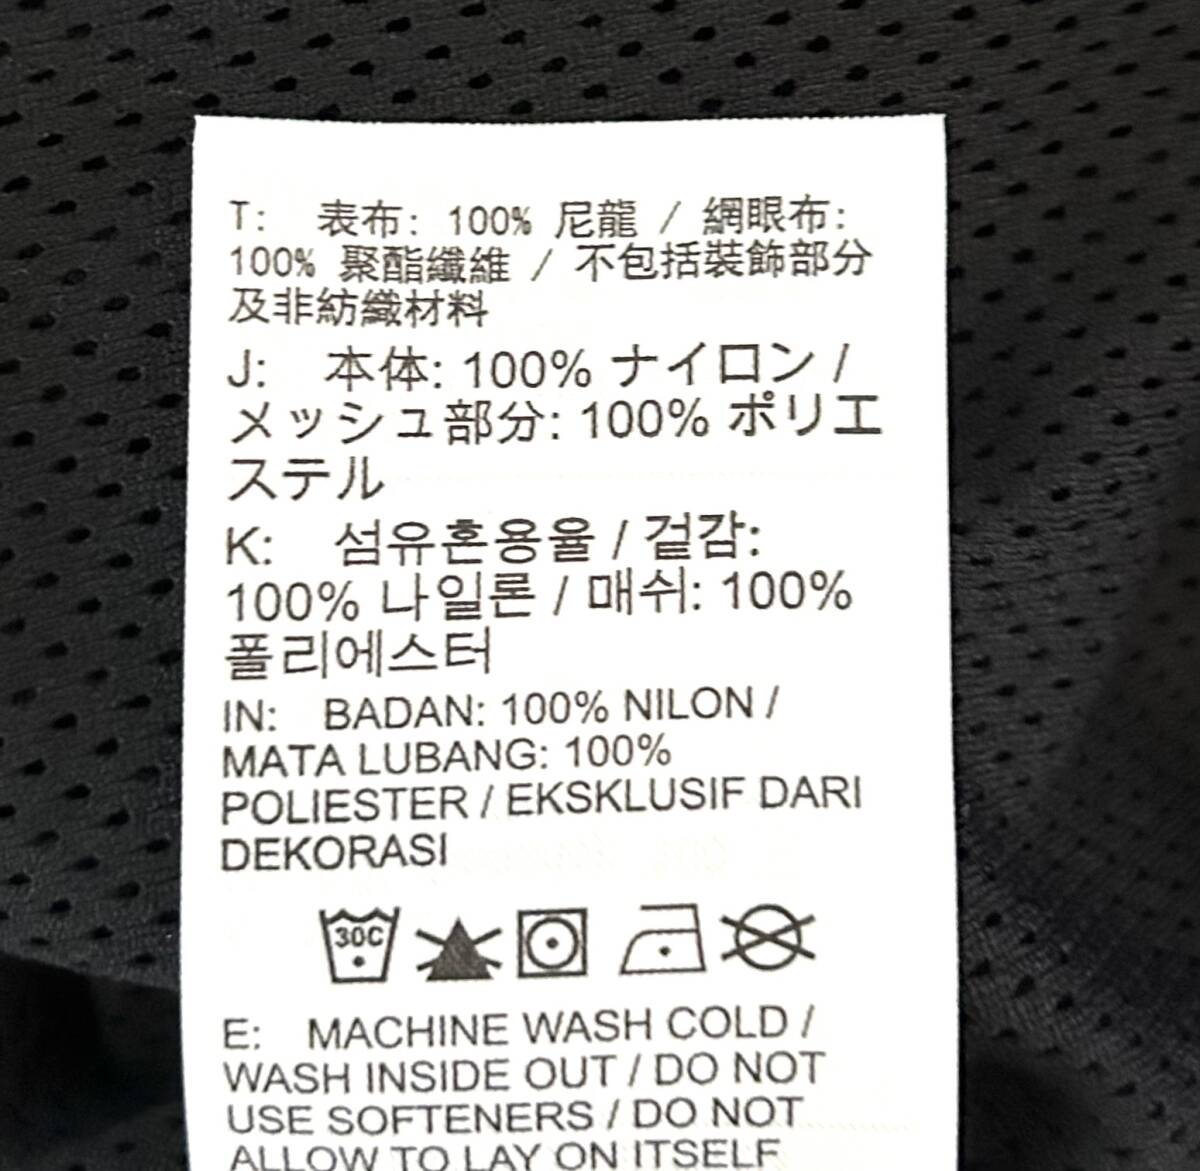 T: 表布: 100% 尼龍 / 網眼布:
100% 聚酯纖維 / 不包括裝飾部分
及非紡織材料
J: 本体: 100% ナイロン /
メッシュ部分: 100% ポリエ
ステル
K: 섬유혼용율 / 겉감:
100% 나일론 / 매쉬: 100%
폴리에스터
IN: BADAN: 100% NILON /
MATA LUBANG: 100%
POLIESTER / EKSKLUSIF DARI
DEKORASI
30C
E: MACHINE WASH COLD /
WASH INSIDE OUT / DO NOT
USE SOFTENERS / DO NOT
ALLOW TO LAY ON ITSELF